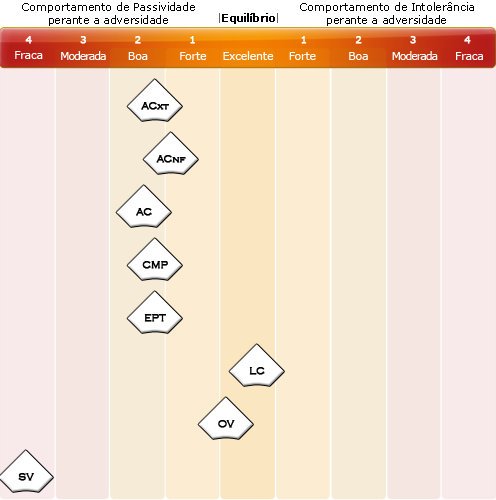 Comportamento de Passividade
perante a adversidade
|Equilíbrio|
Comportamento de Intolerância
perante a adversidade
4 3 2 1 1 2 3 4
Fraca Moderada Boa Forte Excelente Forte Boa Moderada Fraca
ACXT
ACNF
AC
CMP
EPT
LC
OV
SV